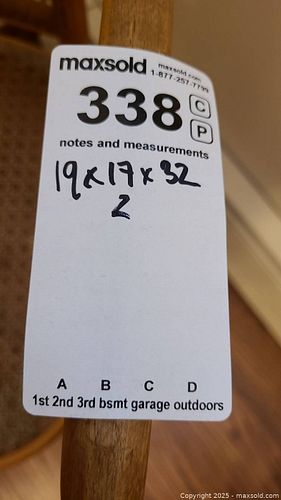 maxsold maxsold.com
1-877-257-7799
338 C
P
notes and measurements
19x17x32
2
A B C D
1st 2nd 3rd bsmt garage outdoors
Copyright 2025 - maxsold.com